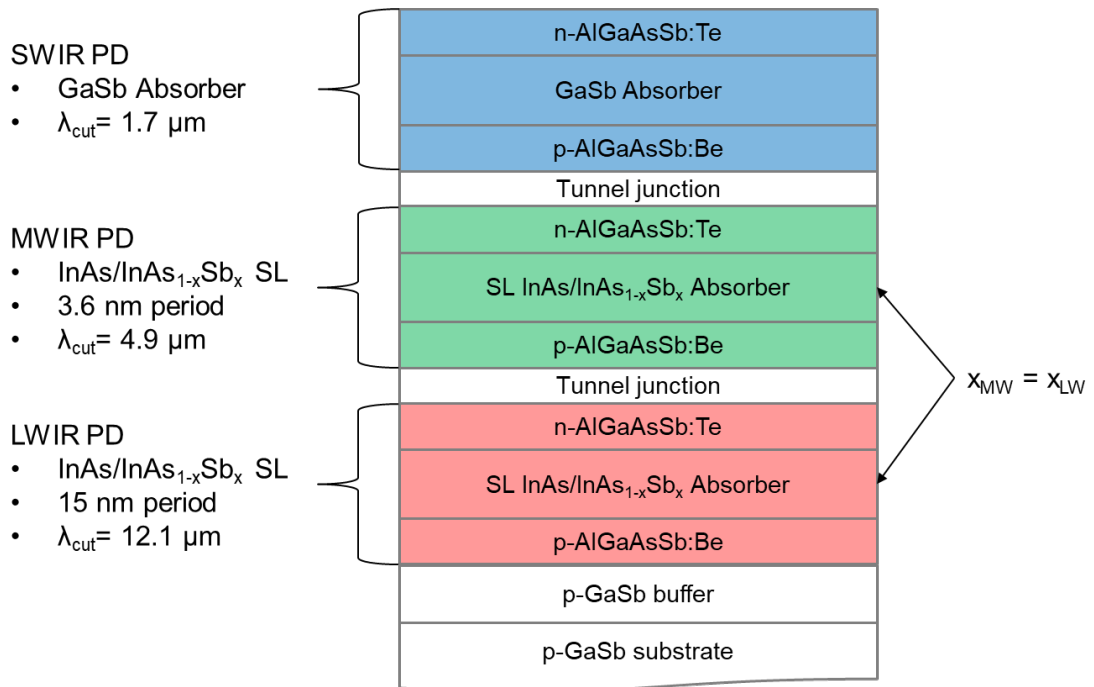 SWIR PD
• GaSb Absorber
• λcut= 1.7 µm
n-AlGaAsSb:Te
GaSb Absorber
p-AlGaAsSb:Be
Tunnel junction
MWIR PD
• InAs/InAs₁₋ₓSbₓ SL
• 3.6 nm period
• λcut= 4.9 µm
n-AlGaAsSb:Te
SL InAs/InAs₁₋ₓSbₓ Absorber
p-AlGaAsSb:Be
Tunnel junction
xMW = xLW
LWIR PD
• InAs/InAs₁₋ₓSbₓ SL
• 15 nm period
• λcut= 12.1 µm
n-AlGaAsSb:Te
SL InAs/InAs₁₋ₓSbₓ Absorber
p-AlGaAsSb:Be
p-GaSb buffer
p-GaSb substrate